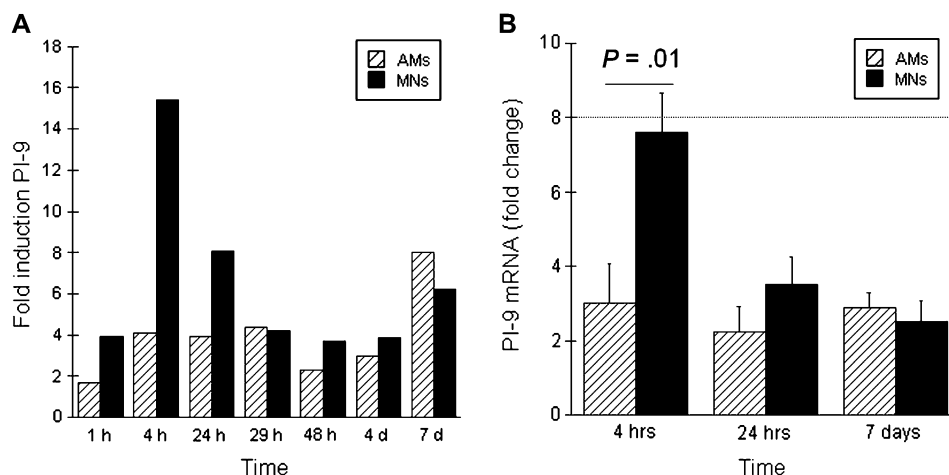 A
AMs
MNs
Fold induction PI-9
18
16
14
12
10
8
6
4
2
0
1 h 4 h 24 h 29 h 48 h 4 d 7 d
Time
B
AMs
MNs
P = .01
PI-9 mRNA (fold change)
10
8
6
4
2
0
4 hrs 24 hrs 7 days
Time